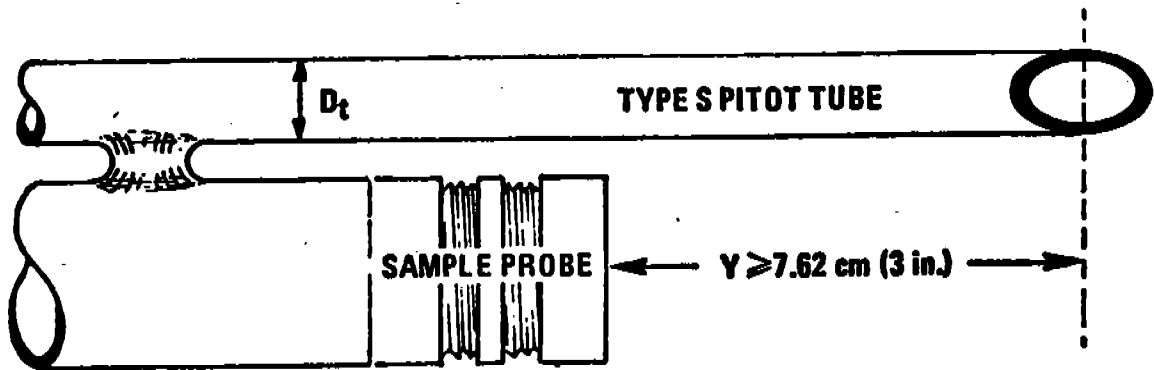 Dt
TYPE S PITOT TUBE
SAMPLE PROBE
Y ⩾7.62 cm (3 in.)